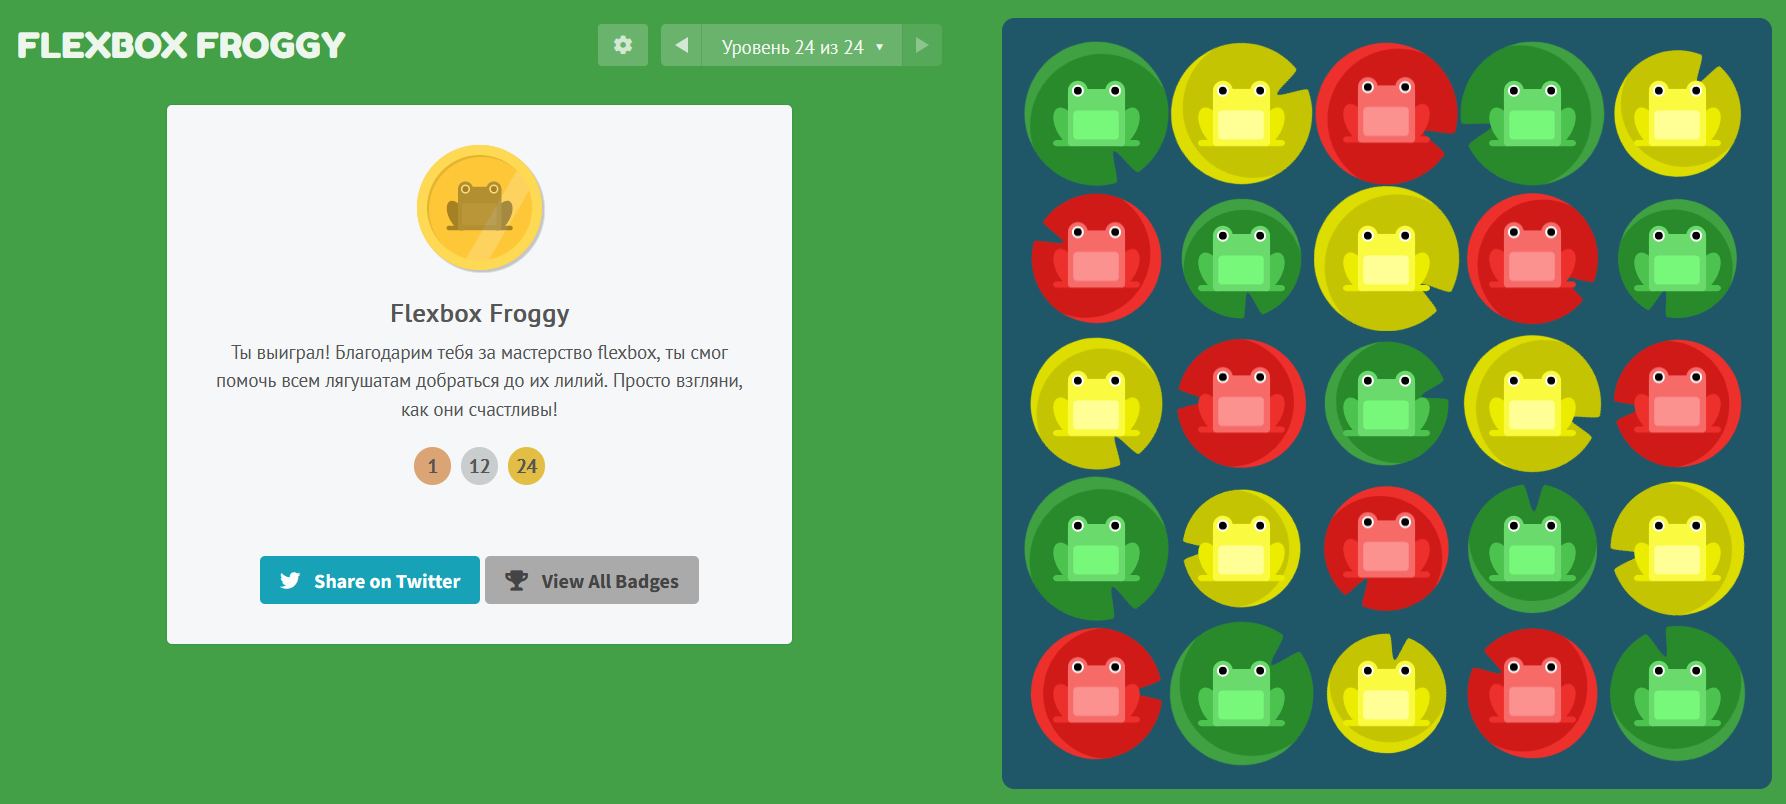 FLEXBOX FROGGY
Уровень 24 из 24
Flexbox Froggy
Ты выиграл! Благодарим тебя за мастерство flexbox, ты смог
помочь всем лягушатам добраться до их лилий. Просто взгляни,
как они счастливы!
1 12 24
Share on Twitter View All Badges